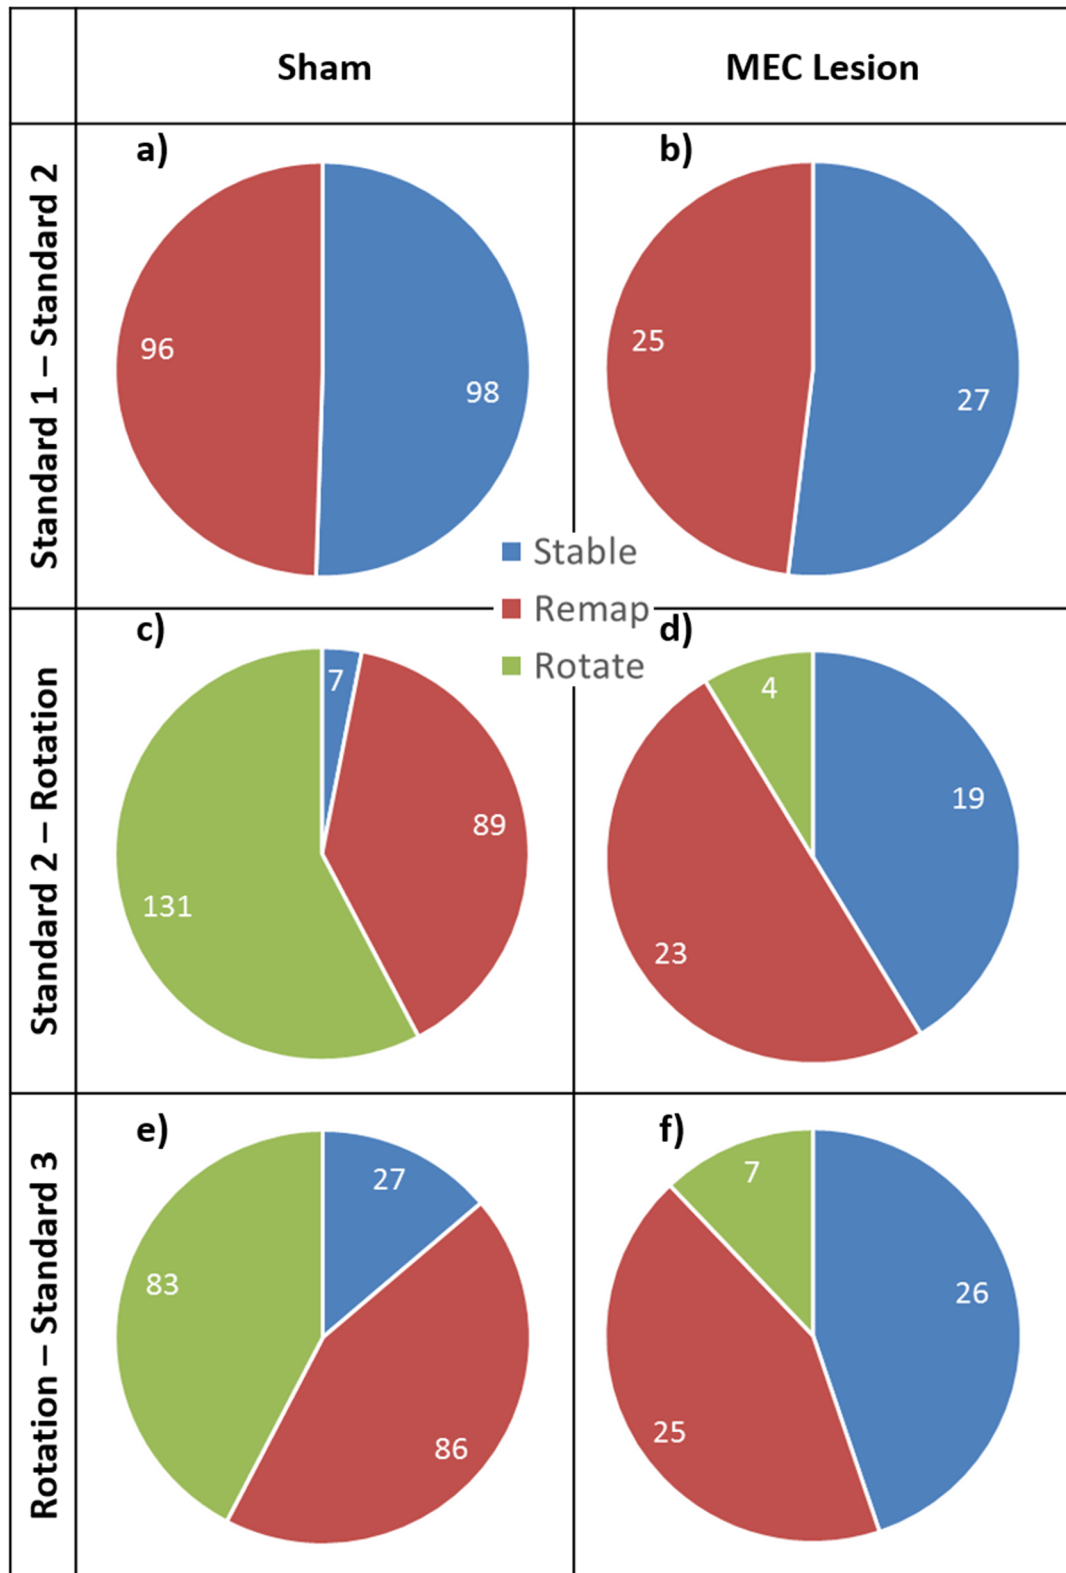 Sham
MEC Lesion
Standard 1 – Standard 2
a)
96
98
b)
25
27
Stable
Remap
Rotate
Standard 2 – Rotation
c)
7
89
131
d)
4
19
23
Rotation – Standard 3
e)
27
83
86
f)
7
26
25